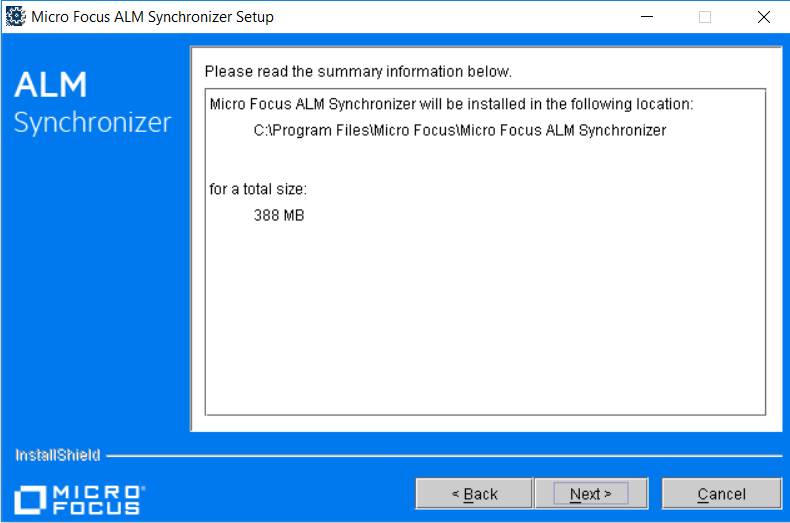 Micro Focus ALM Synchronizer Setup
ALM
Synchronizer
Please read the summary information below.
Micro Focus ALM Synchronizer will be installed in the following location:
C:\Program Files\Micro Focus\Micro Focus ALM Synchronizer
for a total size:
388 MB
InstallShield
MICRO
FOCUS
< Back
Next >
Cancel